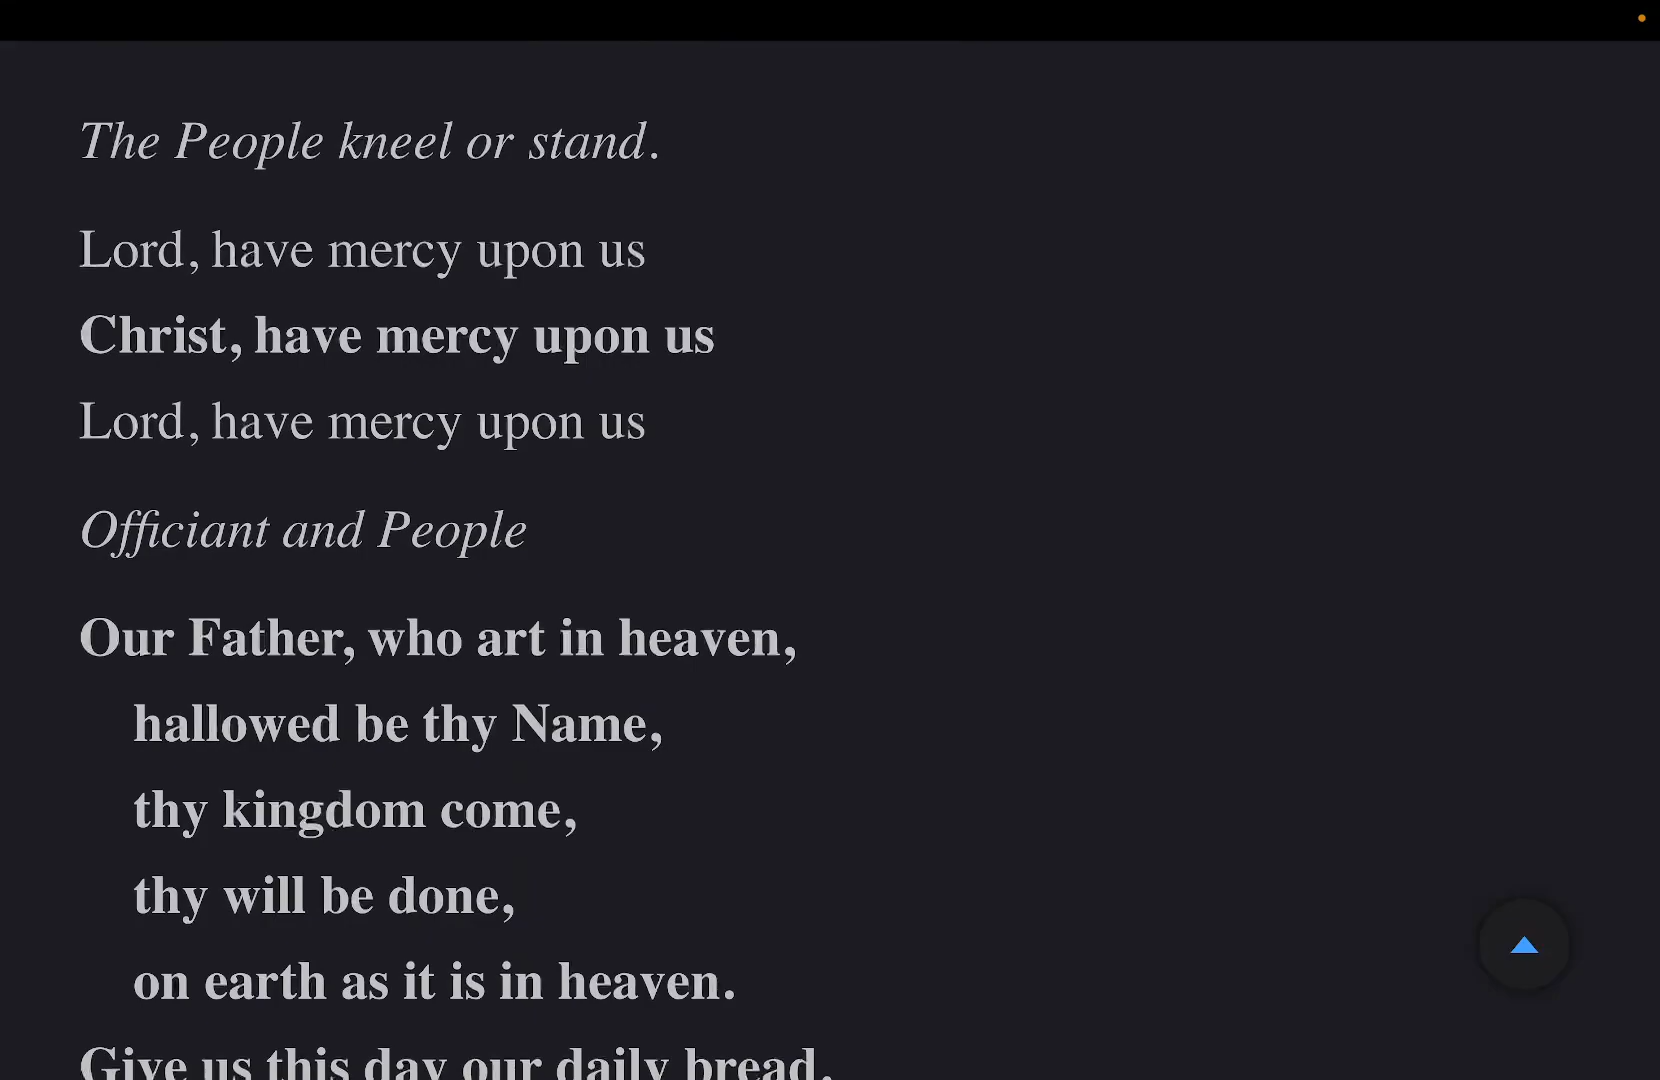 The People kneel or stand.
Lord, have mercy upon us
Christ, have mercy upon us
Lord, have mercy upon us
Officiant and People
Our Father, who art in heaven,
hallowed be thy Name,
thy kingdom come,
thy will be done,
on earth as it is in heaven.
Give us this day our daily bread.